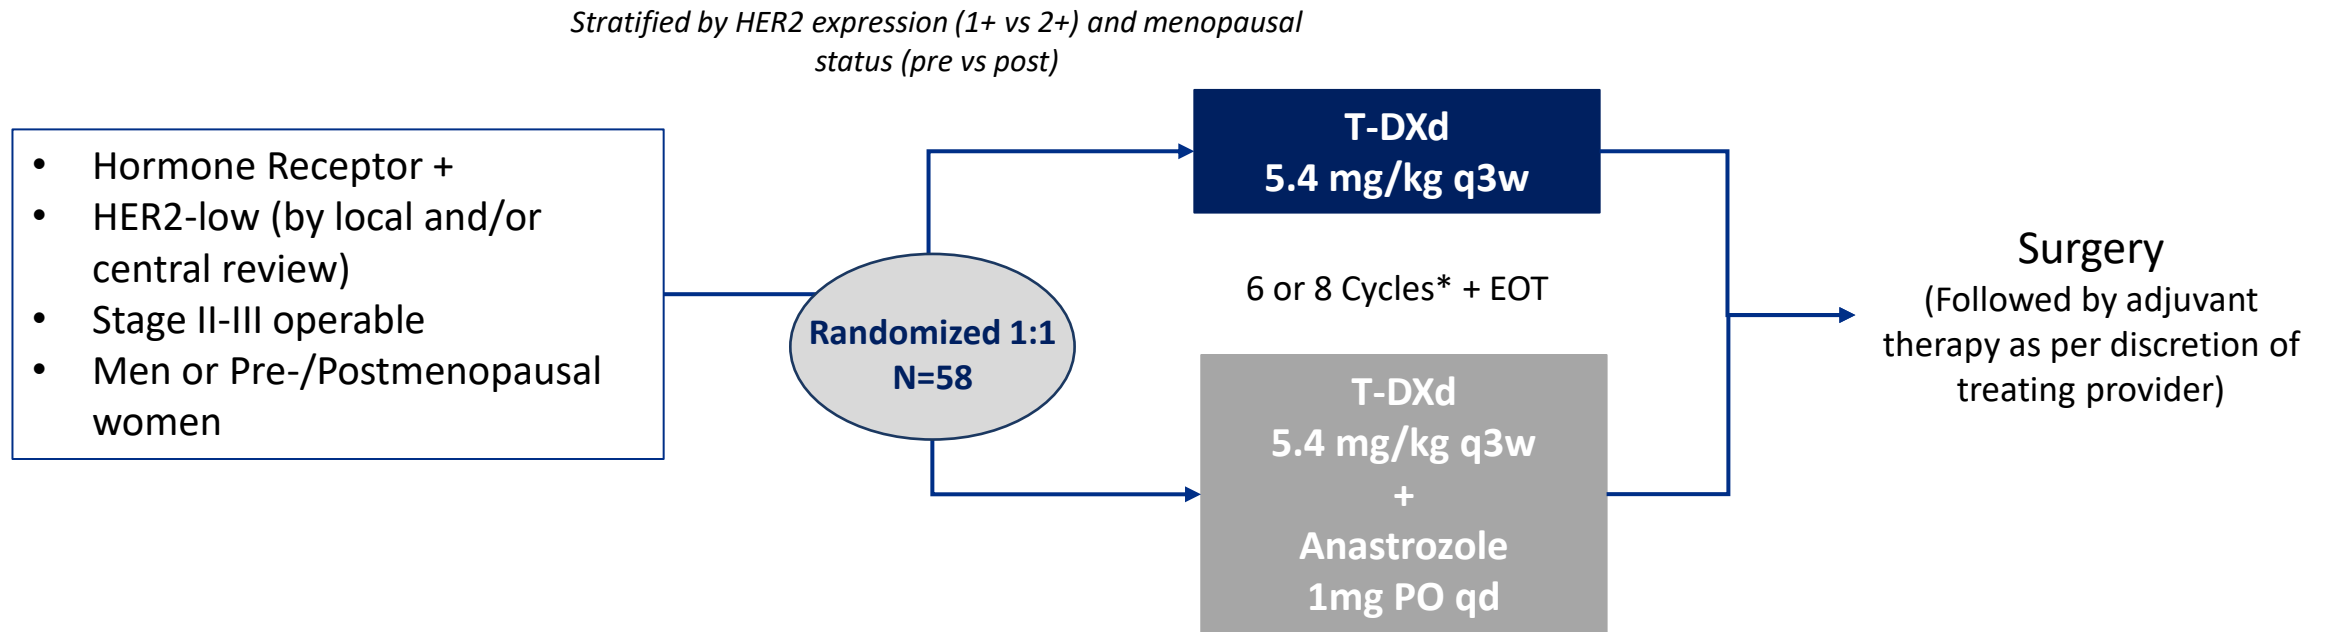 Stratified by HER2 expression (1+ vs 2+) and menopausal
status (pre vs post)
• Hormone Receptor +
• HER2-low (by local and/or
central review)
• Stage II-III operable
• Men or Pre-/Postmenopausal
women
Randomized 1:1
N=58
T-DXd
5.4 mg/kg q3w
6 or 8 Cycles* + EOT
T-DXd
5.4 mg/kg q3w
+
Anastrozole
1mg PO qd
Surgery
(Followed by adjuvant
therapy as per discretion of
treating provider)